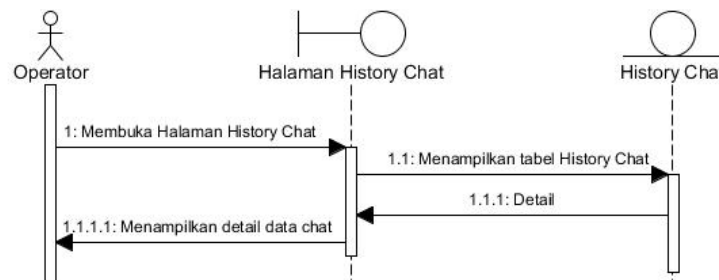 Operator
Halaman History Chat
History Cha
1: Membuka Halaman History Chat
1.1: Menampilkan tabel History Chat
1.1.1: Detail
1.1.1.1: Menampilkan detail data chat